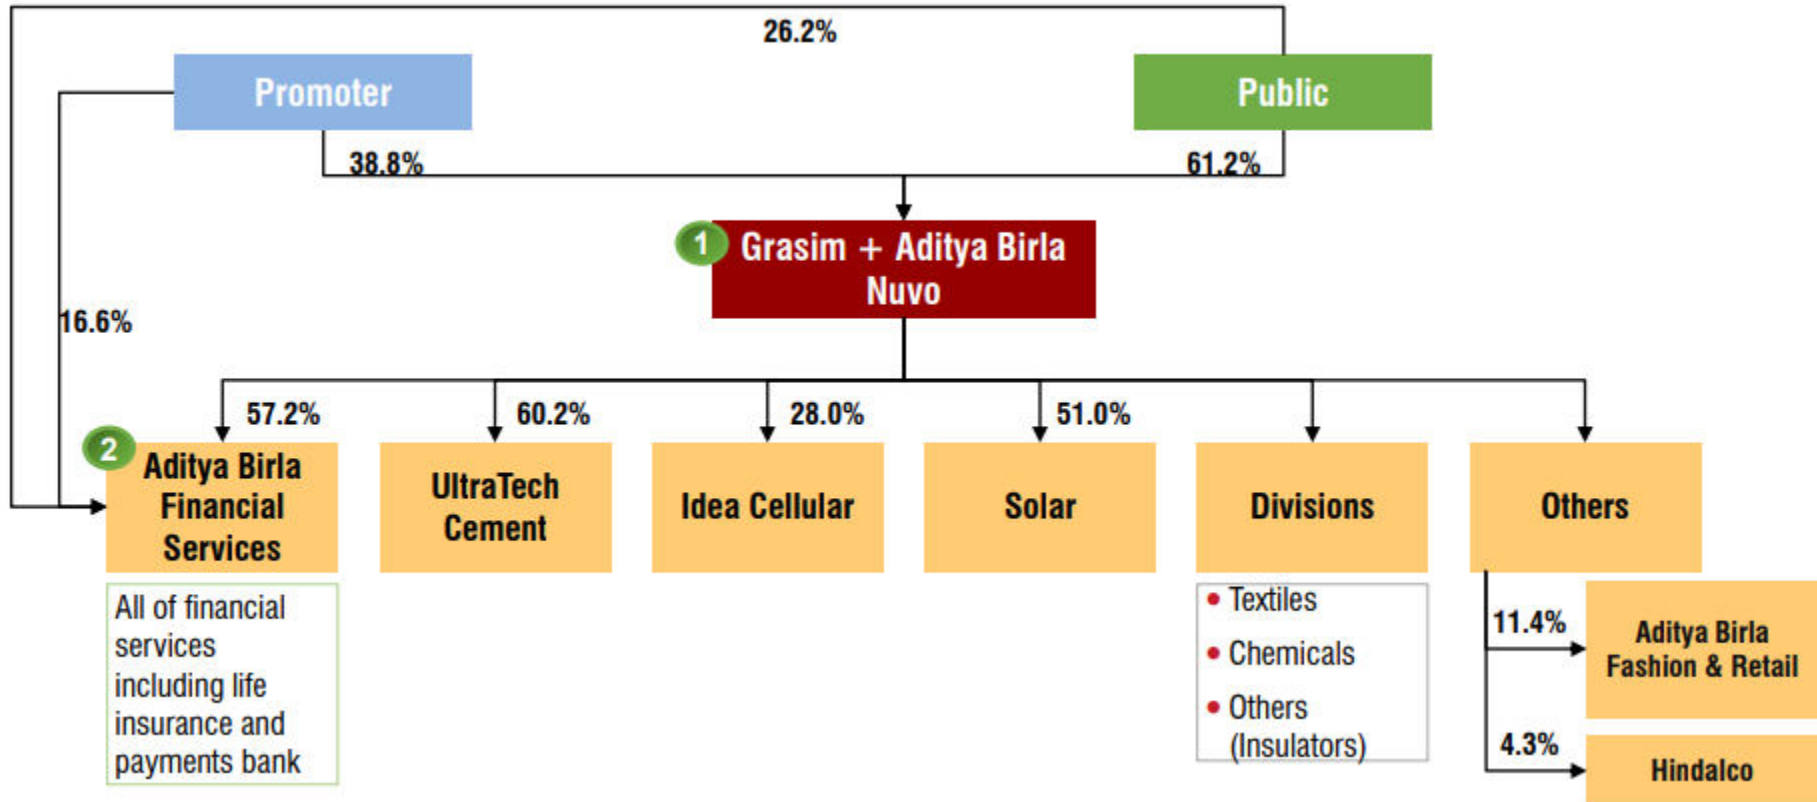 26.2%
Promoter
Public
38.8%
61.2%
1
Grasim + Aditya Birla
Nuvo
16.6%
57.2%
60.2%
28.0%
51.0%
2
Aditya Birla
Financial
Services
UltraTech
Cement
Idea Cellular
Solar
Divisions
Others
All of financial
services
including life
insurance and
payments bank
• Textiles
• Chemicals
• Others
(Insulators)
11.4%
Aditya Birla
Fashion & Retail
4.3%
Hindalco